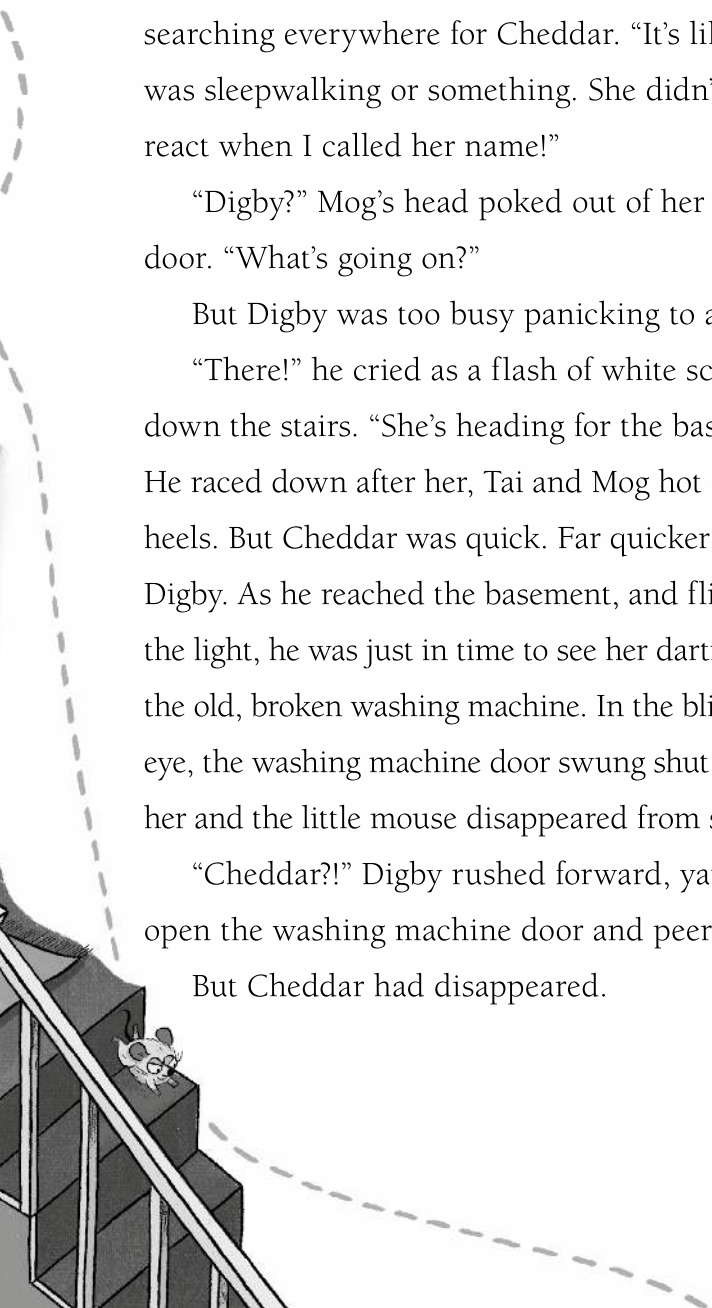 searching everywhere for Cheddar. “It’s
was sleepwalking or something. She
react when I called her name!”
“Digby?” Mog’s head poked out of her
door. “What’s going on?”
But Digby was too busy panicking to
“There!” he cried as a flash of white
down the stairs. “She’s heading for the
He raced down after her, Tai and Mog hot
heels. But Cheddar was quick. Far quicker
Digby. As he reached the basement, and
the light, he was just in time to see her
the old, broken washing machine. In the
eye, the washing machine door swung shut
her and the little mouse disappeared from
“Cheddar?!” Digby rushed forward,
open the washing machine door and
But Cheddar had disappeared.